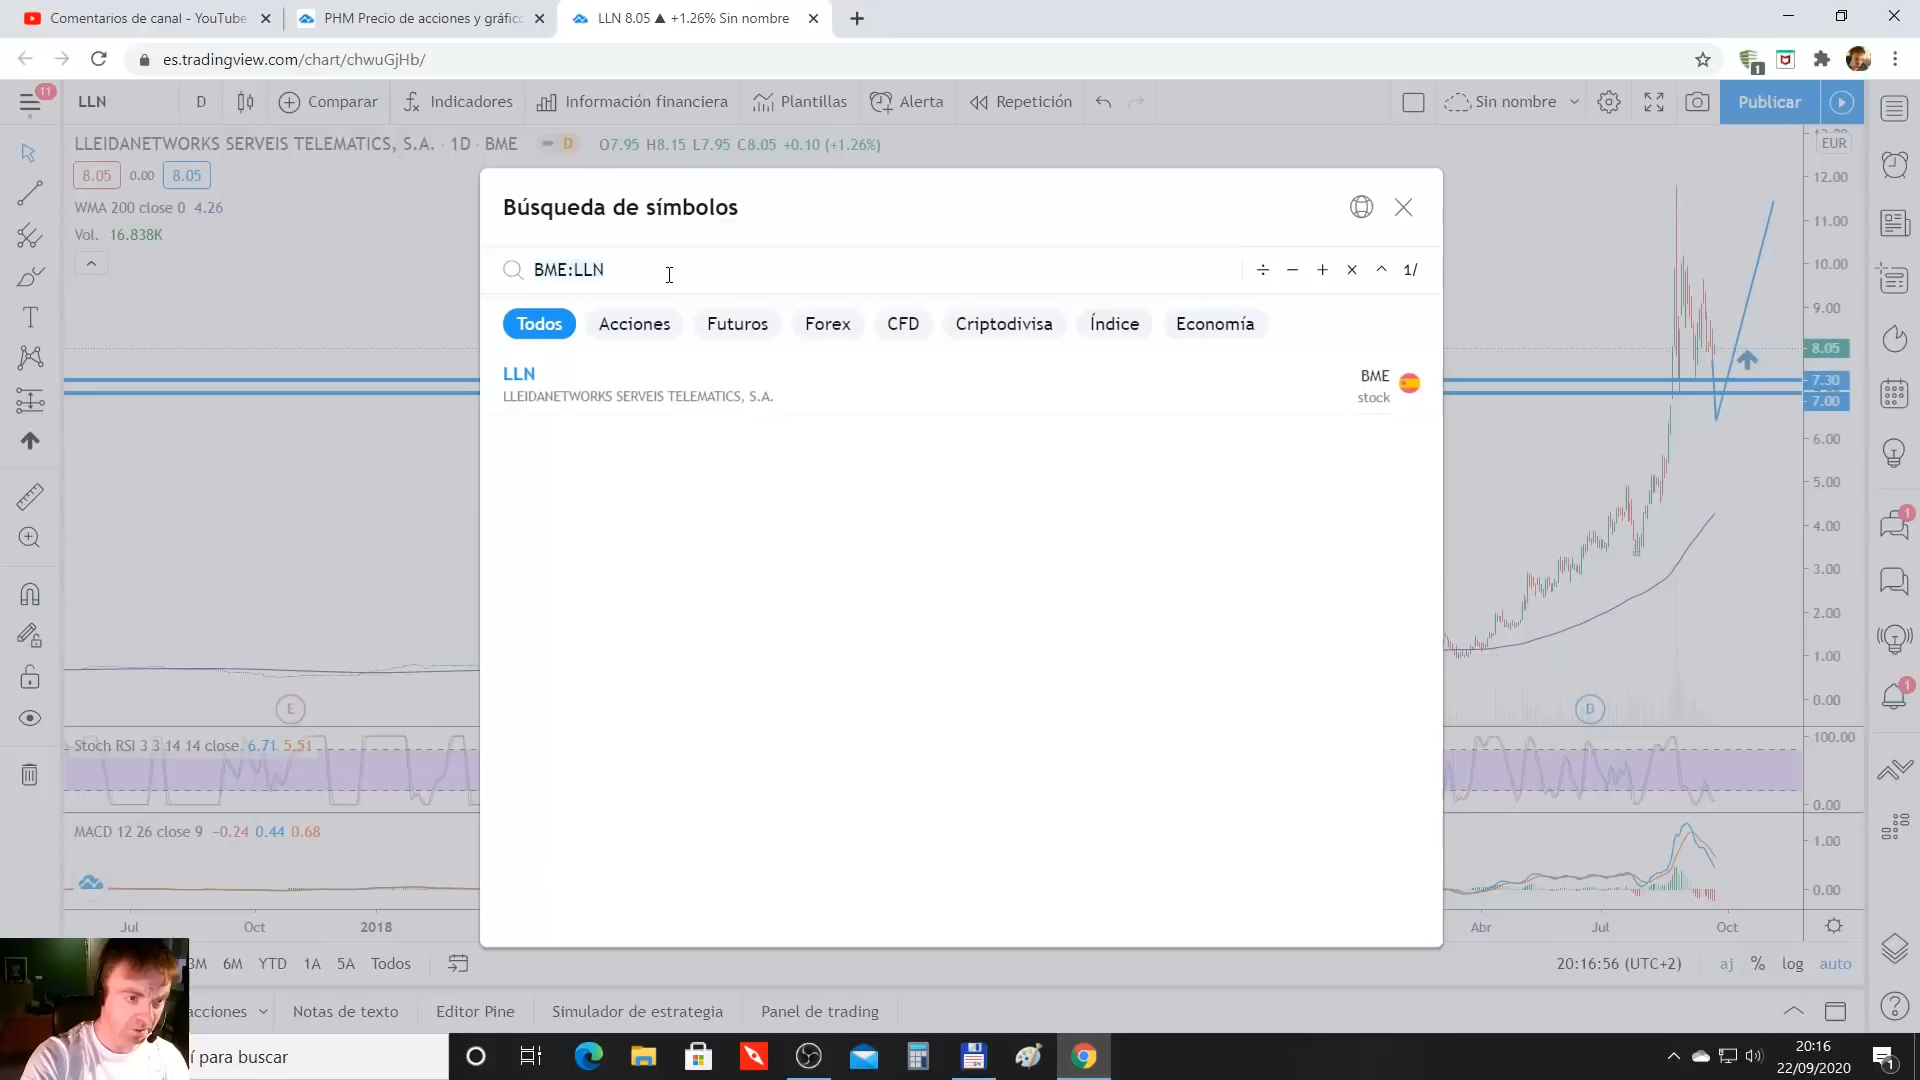 Comentarios de canal - YouTube
PHM Precio de acciones y gráfico
LLN 8.05 ▲ +1.26% Sin nombre
es.tradingview.com/chart/chwuGjHb/
1
11
LLN
D
Comparar
Indicadores
Información financiera
Plantillas
Alerta
Repetición
Sin nombre
Publicar
LLEIDANETWORKS SERVEIS TELEMATICS, S.A. · 1D · BME
D
O7.95 H8.15 L7.95 C8.05 +0.10 (+1.26%)
EUR
8.05 0.00 8.05
WMA 200 close 0 4.26
Vol. 16.838K
Búsqueda de símbolos
BME:LLN
÷ − + × ^ 1/
Todos
Acciones
Futuros
Forex
CFD
Criptodivisa
Índice
Economía
LLN
LLEIDANETWORKS SERVEIS TELEMATICS, S.A.
BME
stock
12.00
11.00
10.00
9.00
8.05
7.30
7.00
6.00
5.00
4.00
3.00
2.00
1.00
0.00
E
D
Stoch RSI 3 3 14 14 close 6.71 5.51
100.00
0.00
MACD 12 26 close 9 −0.24 0.44 0.68
1.00
0.00
Jul
Oct
2018
Abr
Jul
Oct
3M
6M
YTD
1A
5A
Todos
20:16:56 (UTC+2)
aj
%
log
auto
acciones
Notas de texto
Editor Pine
Simulador de estrategia
Panel de trading
1
1
í para buscar
20:16
22/09/2020
1